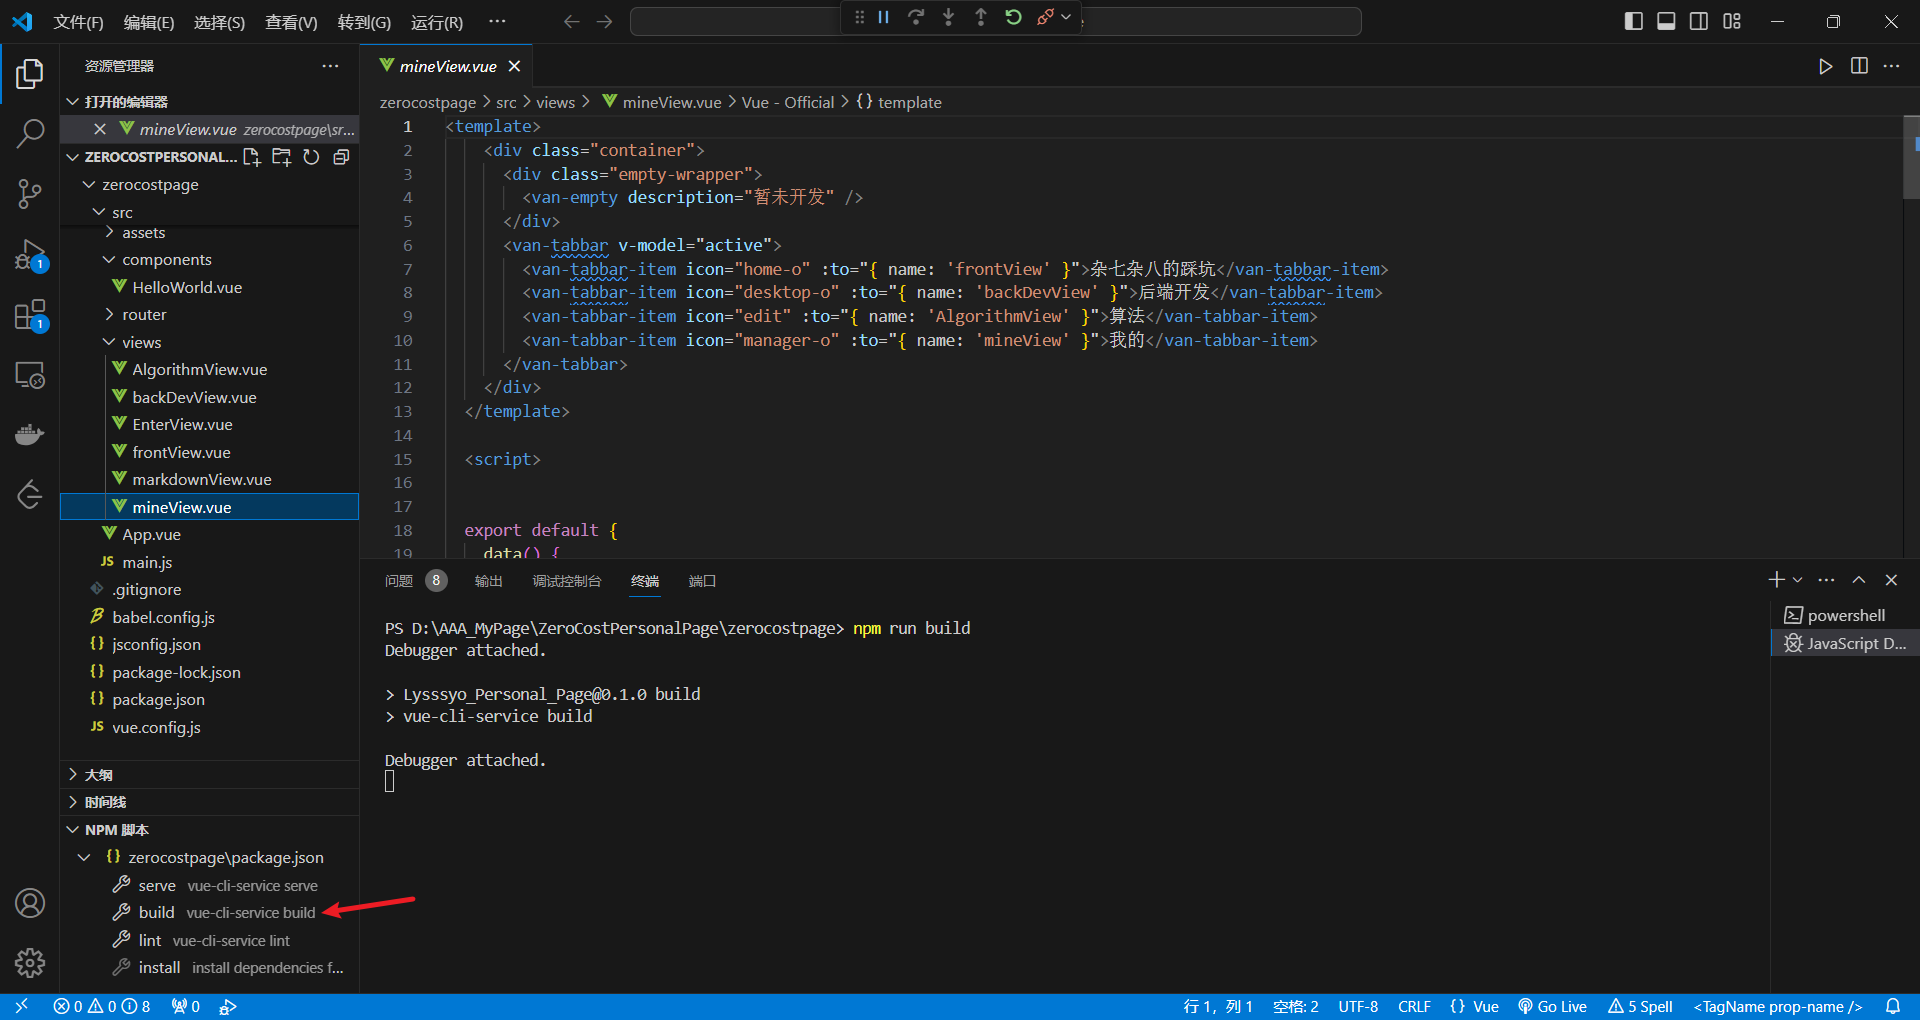 文件(F) 编辑(E) 选择(S) 查看(V) 转到(G) 运行(R) ···
资源管理器
打开的编辑器
mineView.vue zerocostpage\sr...
ZEROCOSTPERSONAL...
zerocostpage
src
assets
components
HelloWorld.vue
router
views
AlgorithmView.vue
backDevView.vue
EnterView.vue
frontView.vue
markdownView.vue
mineView.vue
App.vue
JS main.js
.gitignore
babel.config.js
{} jsconfig.json
{} package-lock.json
{} package.json
JS vue.config.js
大纲
时间线
NPM 脚本
{} zerocostpage\package.json
serve vue-cli-service serve
build vue-cli-service build
lint vue-cli-service lint
install install dependencies f...
1
1
mineView.vue
zerocostpage > src > views > mineView.vue > Vue - Official > {} template
1 <template>
2 <div class="container">
3 <div class="empty-wrapper">
4 <van-empty description="暂未开发" />
5 </div>
6 <van-tabbar v-model="active">
7 <van-tabbar-item icon="home-o" :to="{ name: 'frontView' }">杂七杂八的踩坑</van-tabbar-item>
8 <van-tabbar-item icon="desktop-o" :to="{ name: 'backDevView' }">后端开发</van-tabbar-item>
9 <van-tabbar-item icon="edit" :to="{ name: 'AlgorithmView' }">算法</van-tabbar-item>
10 <van-tabbar-item icon="manager-o" :to="{ name: 'mineView' }">我的</van-tabbar-item>
11 </van-tabbar>
12 </div>
13 </template>
14
15 <script>
16
17
18 export default {
19 data() {
问题 8 输出 调试控制台 终端 端口
PS D:\AAA_MyPage\ZeroCostPersonalPage\zerocostpage> npm run build
Debugger attached.
> Lysssyo_Personal_Page@0.1.0 build
> vue-cli-service build
Debugger attached.
powershell
JavaScript D...
0 0 8 0
行 1，列 1 空格: 2 UTF-8 CRLF {} Vue Go Live 5 Spell <TagName prop-name />